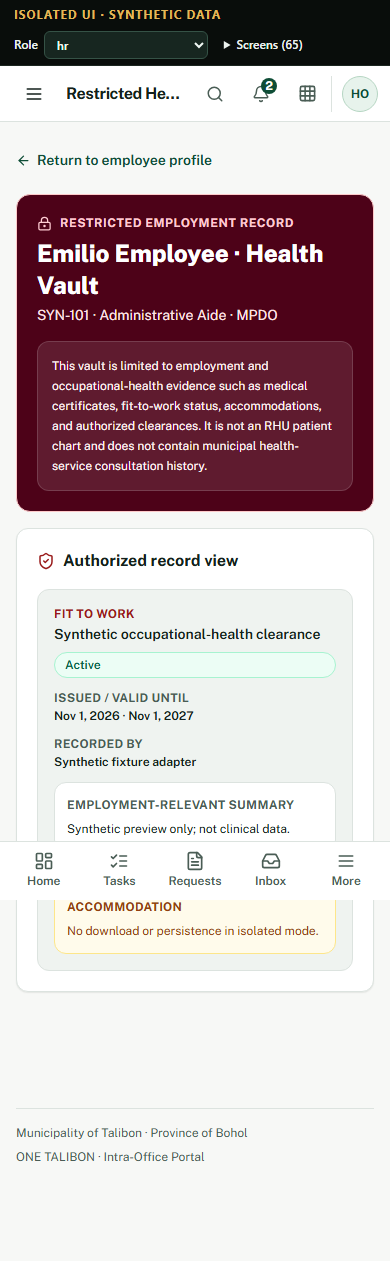 ISOLATED UI · SYNTHETIC DATA
Role hr Screens (65)
Restricted He... 2 HO
Return to employee profile
RESTRICTED EMPLOYMENT RECORD
Emilio Employee · Health
Vault
SYN-101 · Administrative Aide · MPDO
This vault is limited to employment and
occupational-health evidence such as medical
certificates, fit-to-work status, accommodations,
and authorized clearances. It is not an RHU patient
chart and does not contain municipal health-
service consultation history.
Authorized record view
FIT TO WORK
Synthetic occupational-health clearance
Active
ISSUED / VALID UNTIL
Nov 1, 2026 · Nov 1, 2027
RECORDED BY
Synthetic fixture adapter
EMPLOYMENT-RELEVANT SUMMARY
Synthetic preview only; not clinical data.
Home Tasks Requests Inbox More
ACCOMMODATION
No download or persistence in isolated mode.
Municipality of Talibon · Province of Bohol
ONE TALIBON · Intra-Office Portal